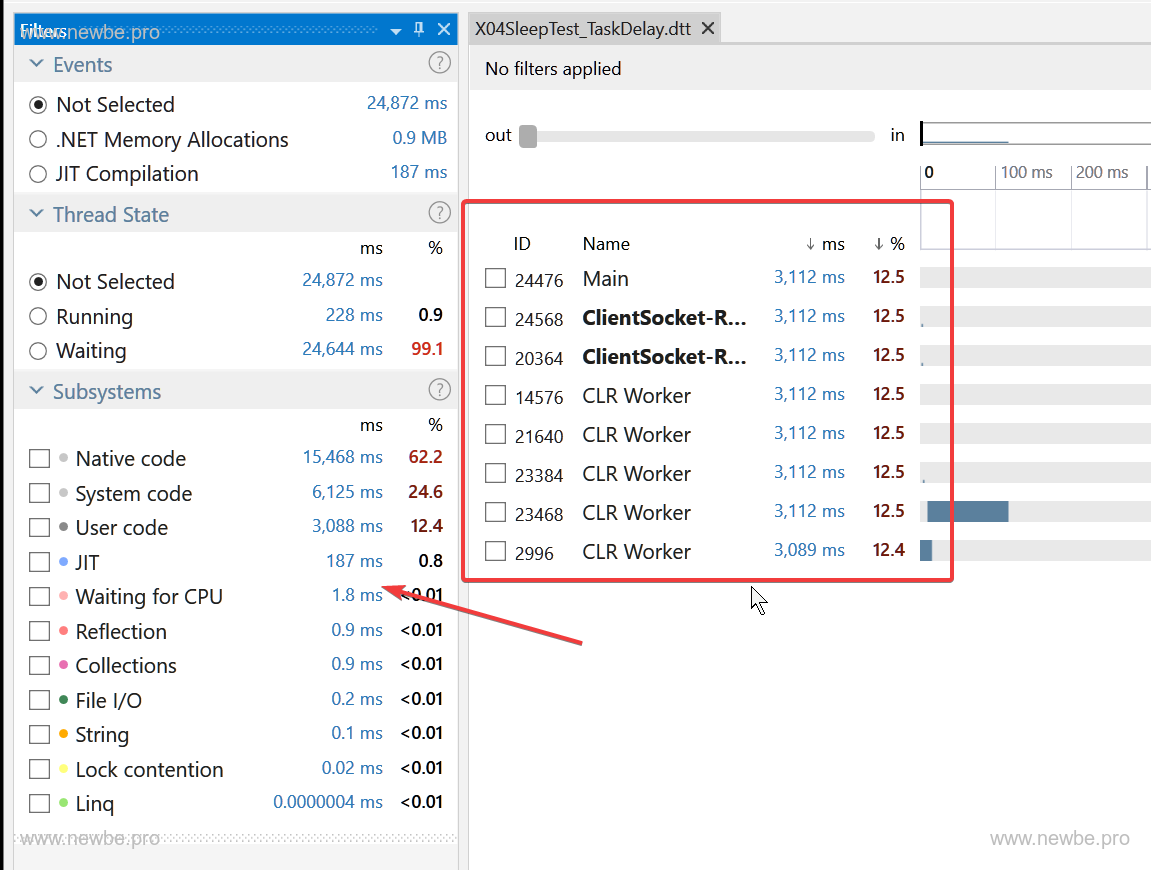 Filters
www.newbe.pro
X04SleepTest_TaskDelay.dtt
Events
Not Selected 24,872 ms
.NET Memory Allocations 0.9 MB
JIT Compilation 187 ms
Thread State
ms %
Not Selected 24,872 ms
Running 228 ms 0.9
Waiting 24,644 ms 99.1
Subsystems
ms %
Native code 15,468 ms 62.2
System code 6,125 ms 24.6
User code 3,088 ms 12.4
JIT 187 ms 0.8
Waiting for CPU 1.8 ms <0.01
Reflection 0.9 ms <0.01
Collections 0.9 ms <0.01
File I/O 0.2 ms <0.01
String 0.1 ms <0.01
Lock contention 0.02 ms <0.01
Linq 0.0000004 ms <0.01
www.newbe.pro
No filters applied
out in
0 100 ms 200 ms
ID Name ↓ ms ↓ %
24476 Main 3,112 ms 12.5
24568 ClientSocket-R... 3,112 ms 12.5
20364 ClientSocket-R... 3,112 ms 12.5
14576 CLR Worker 3,112 ms 12.5
21640 CLR Worker 3,112 ms 12.5
23384 CLR Worker 3,112 ms 12.5
23468 CLR Worker 3,112 ms 12.5
2996 CLR Worker 3,089 ms 12.4
www.newbe.pro